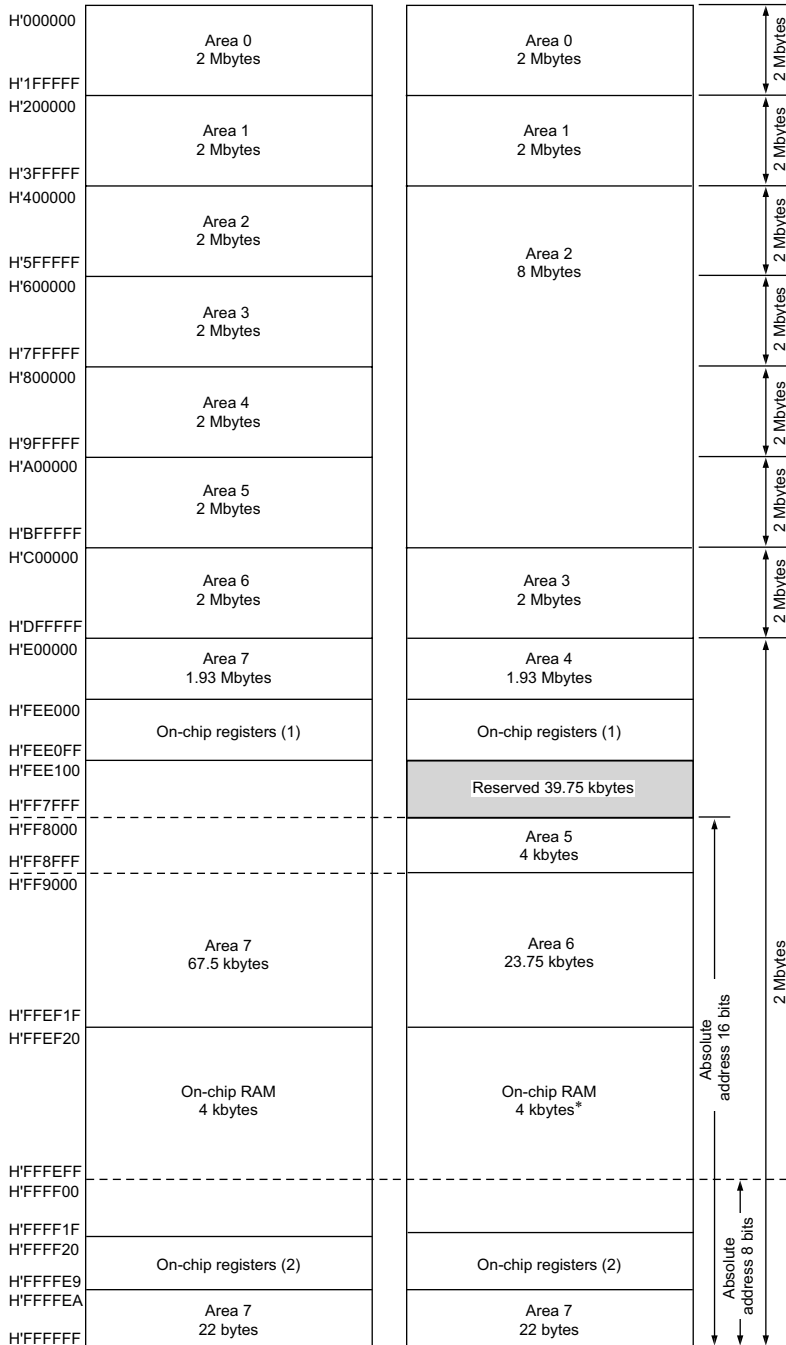 H'000000
Area 0
2 Mbytes
Area 0
2 Mbytes
2 Mbytes
H'1FFFFF
H'200000
Area 1
2 Mbytes
Area 1
2 Mbytes
2 Mbytes
H'3FFFFF
H'400000
Area 2
2 Mbytes
Area 2
8 Mbytes
2 Mbytes
H'5FFFFF
H'600000
Area 3
2 Mbytes
2 Mbytes
H'7FFFFF
H'800000
Area 4
2 Mbytes
2 Mbytes
H'9FFFFF
H'A00000
Area 5
2 Mbytes
2 Mbytes
H'BFFFFF
H'C00000
Area 6
2 Mbytes
Area 3
2 Mbytes
2 Mbytes
H'DFFFFF
H'E00000
Area 7
1.93 Mbytes
Area 4
1.93 Mbytes
H'FEE000
On-chip registers (1)
On-chip registers (1)
H'FEE0FF
H'FEE100
Reserved 39.75 kbytes
H'FF7FFF
H'FF8000
Area 5
4 kbytes
H'FF8FFF
H'FF9000
Area 7
67.5 kbytes
Area 6
23.75 kbytes
2 Mbytes
H'FFEF1F
H'FFEF20
Absolute
address 16 bits
On-chip RAM
4 kbytes
On-chip RAM
4 kbytes*
H'FFFEFF
H'FFFF00
H'FFFF1F
H'FFFF20
On-chip registers (2)
On-chip registers (2)
Absolute
address 8 bits
H'FFFFE9
H'FFFFEA
Area 7
22 bytes
Area 7
22 bytes
H'FFFFFF